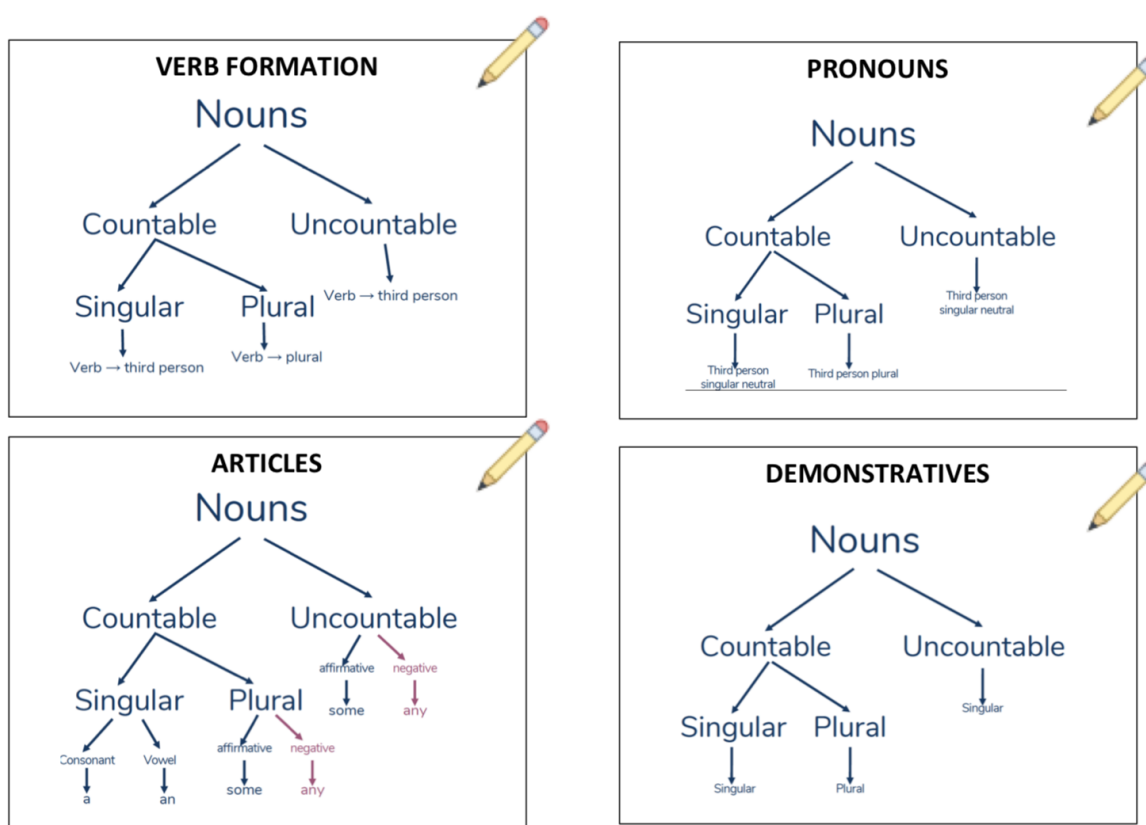 VERB FORMATION
Nouns
Countable Uncountable
Singular Plural Verb → third person
Verb → third person Verb → plural
PRONOUNS
Nouns
Countable Uncountable
Singular Plural
Third person
singular neutral
Third person
singular neutral
Third person plural
ARTICLES
Nouns
Countable Uncountable
affirmative negative
some any
Singular Plural
Consonant Vowel affirmative negative
a an some any
DEMONSTRATIVES
Nouns
Countable Uncountable
Singular
Singular Plural
Singular Plural